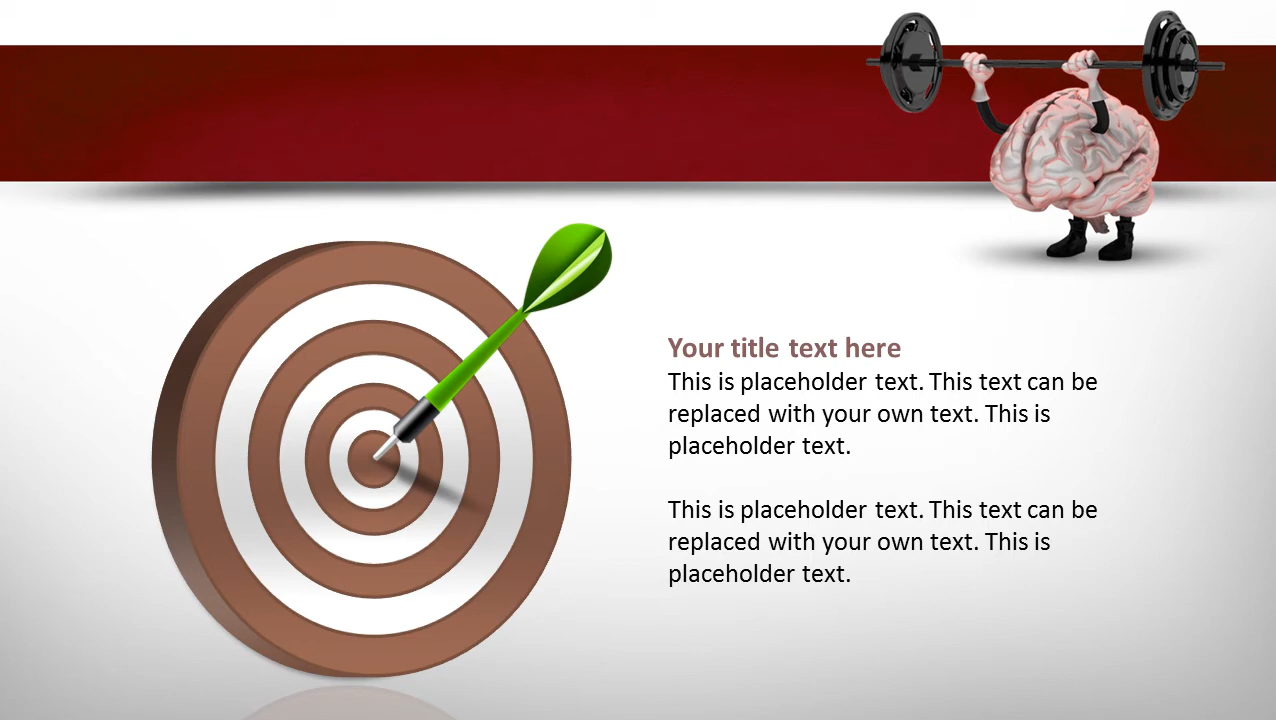 Your title text here
This is placeholder text. This text can be
replaced with your own text. This is
placeholder text.
This is placeholder text. This text can be
replaced with your own text. This is
placeholder text.